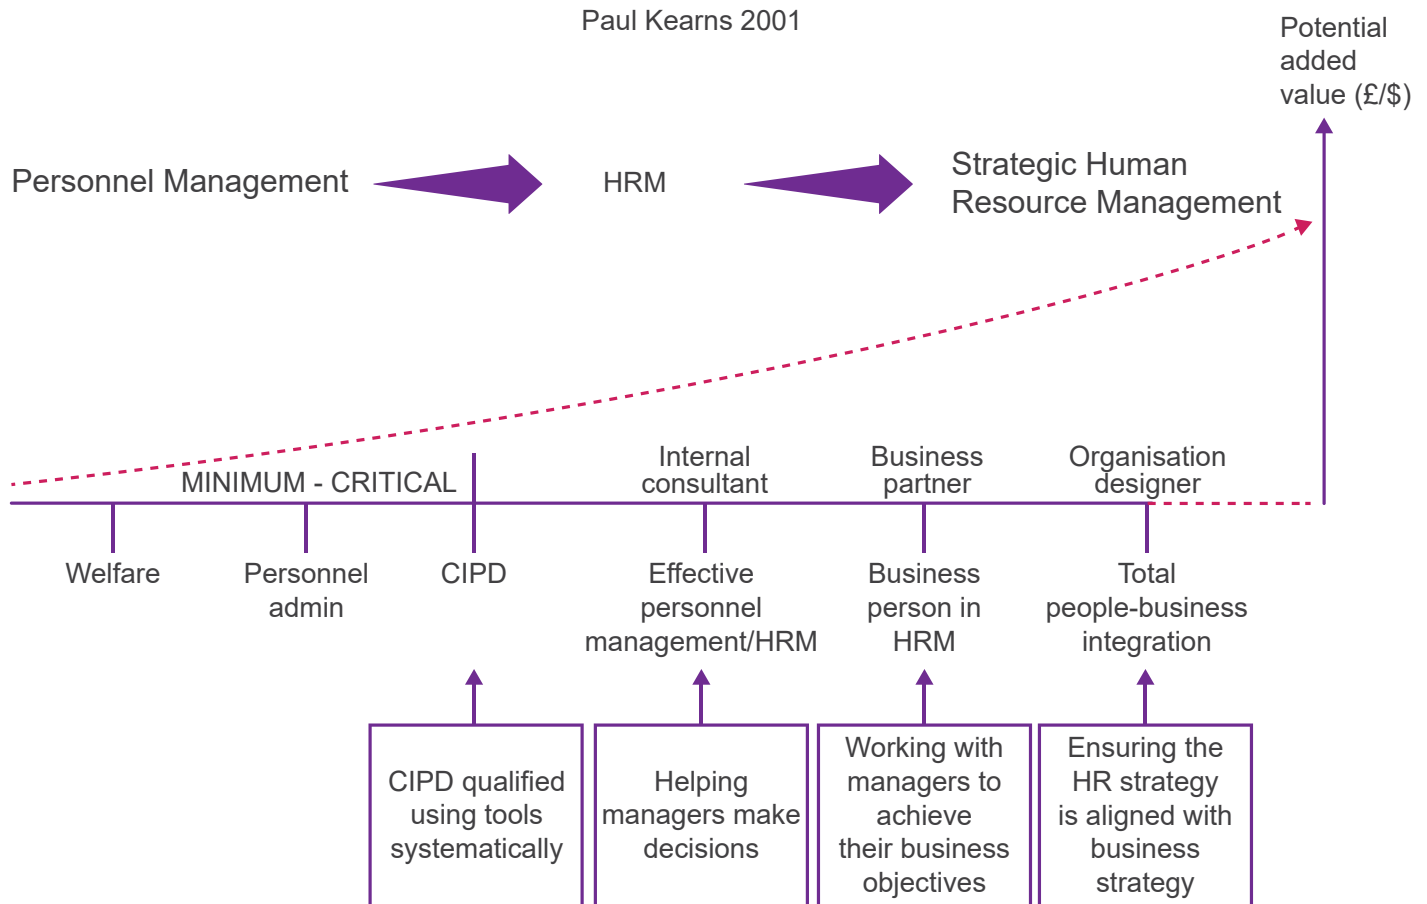 Paul Kearns 2001
Potential
added
value (£/$)
Personnel Management
HRM
Strategic Human
Resource Management
MINIMUM - CRITICAL
Internal
consultant
Business
partner
Organisation
designer
Welfare
Personnel
admin
CIPD
Effective
personnel
management/HRM
Business
person in
HRM
Total
people-business
integration
CIPD qualified
using tools
systematically
Helping
managers make
decisions
Working with
managers to
achieve
their business
objectives
Ensuring the
HR strategy
is aligned with
business
strategy